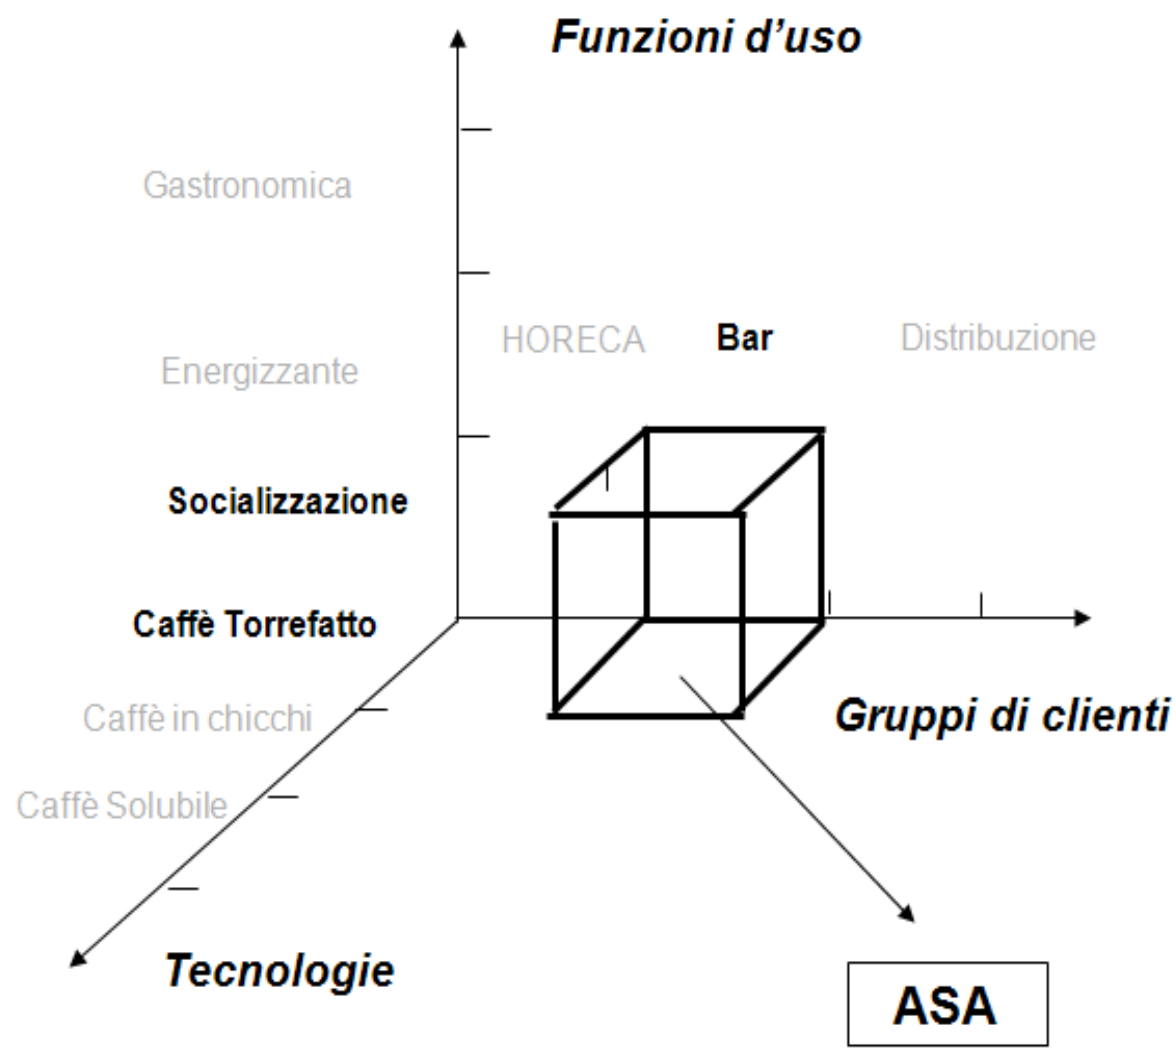 Funzioni d’uso
Gastronomica
HORECA
Bar
Distribuzione
Energizzante
Socializzazione
Caffè Torrefatto
Caffè in chicchi
Gruppi di clienti
Caffè Solubile
Tecnologie
ASA